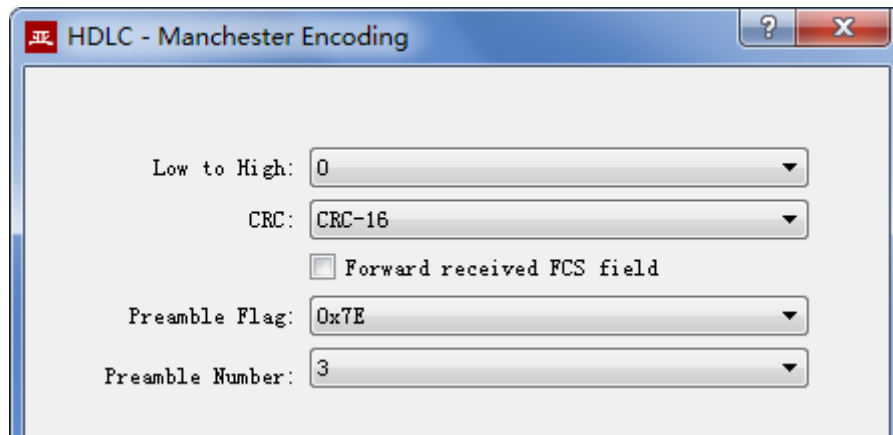 亚 HDLC - Manchester Encoding ?
Low to High: 0
CRC: CRC-16
Forward received FCS field
Preamble Flag: 0x7E
Preamble Number: 3